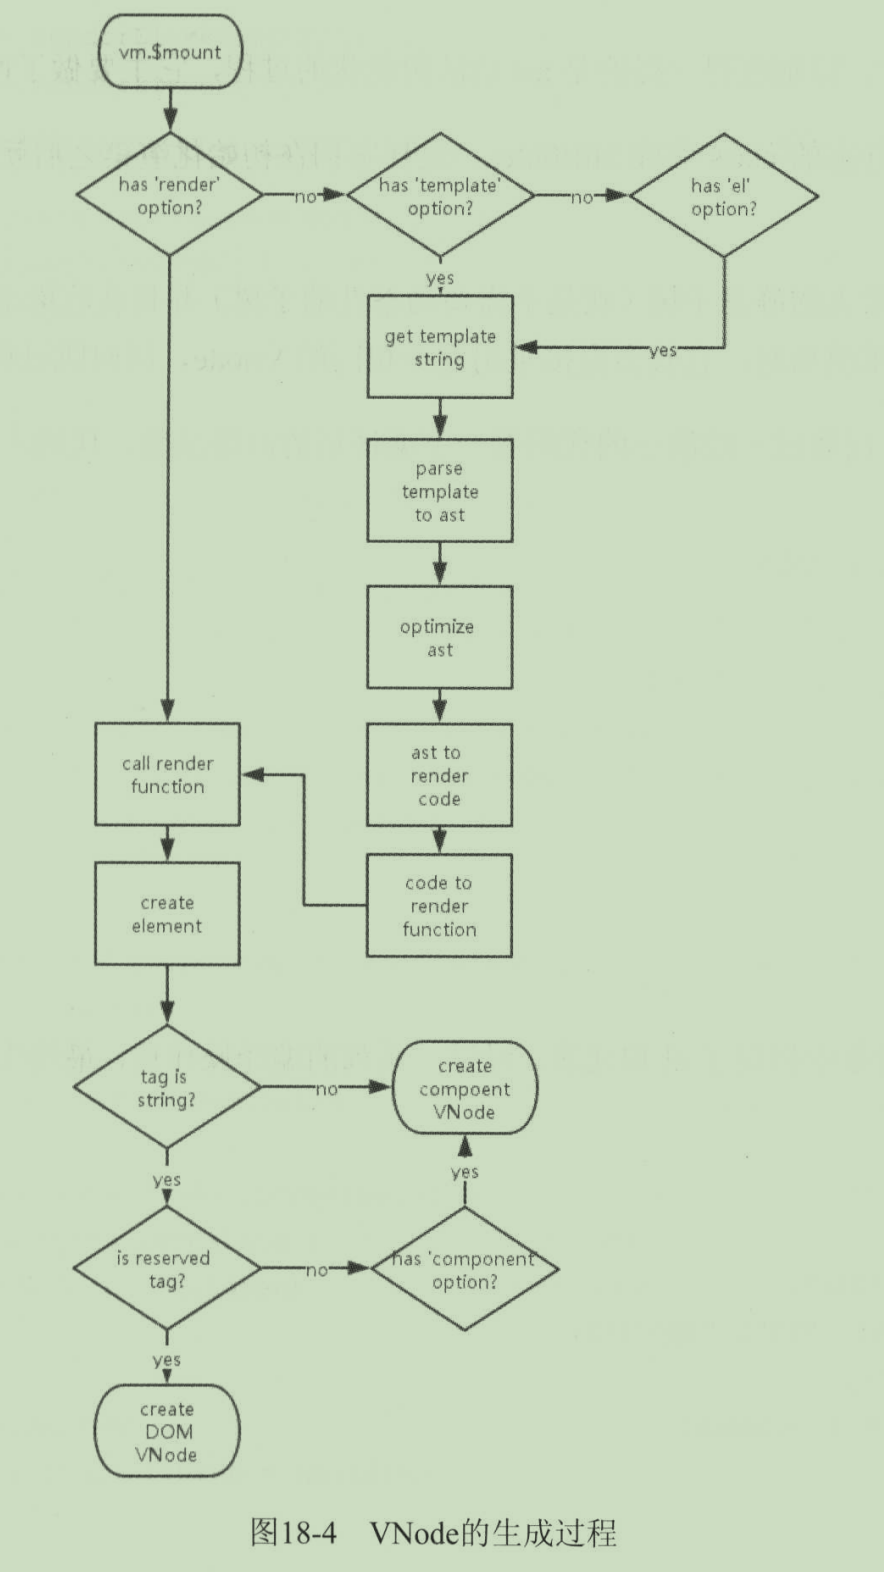 vm.$mount
has 'render'
option?
no
has 'template'
option?
no
has 'el'
option?
yes
get template
string
yes
parse
template
to ast
optimize
ast
ast to
render
code
code to
render
function
call render
function
create
element
tag is
string?
no
create
compoent
VNode
yes
yes
is reserved
tag?
no
has 'component'
option?
yes
create
DOM
VNode
图18-4 VNode的生成过程